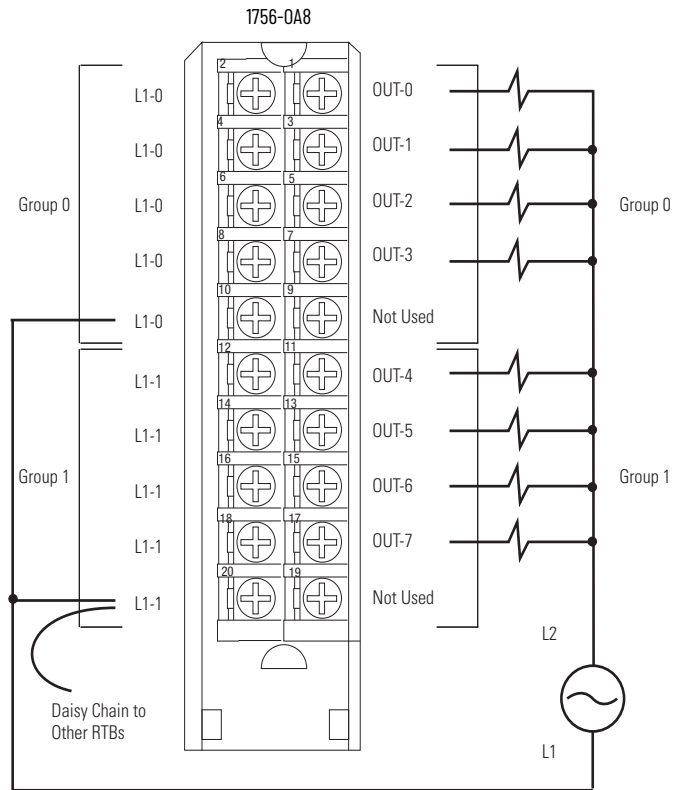 1756-OA8
2 1
L1-0 OUT-0
4 3
L1-0 OUT-1
6 5
Group 0 L1-0 OUT-2 Group 0
8 7
L1-0 OUT-3
10 9
L1-0 Not Used
12 11
L1-1 OUT-4
14 13
L1-1 OUT-5
16 15
Group 1 L1-1 OUT-6 Group 1
18 17
L1-1 OUT-7
20 19
L1-1 Not Used
L2
Daisy Chain to
Other RTBs
L1